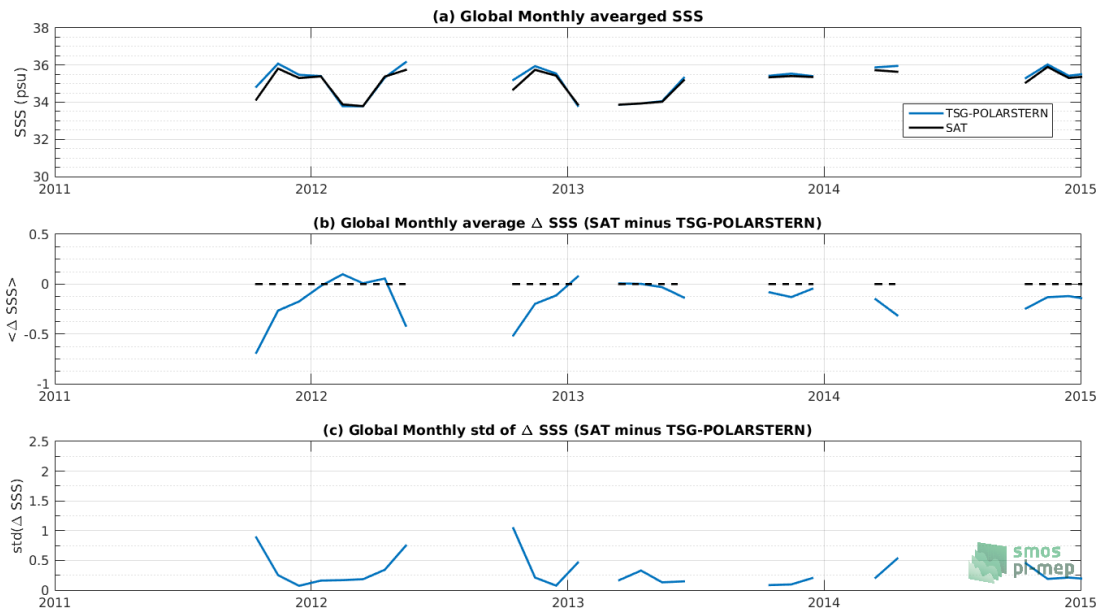 (a) Global Monthly avearged SSS
38
36
34
32
30
SSS (psu)
TSG-POLARSTERN
SAT
2011 2012 2013 2014 2015
(b) Global Monthly average Δ SSS (SAT minus TSG-POLARSTERN)
0.5
0
-0.5
-1
<Δ SSS>
2011 2012 2013 2014 2015
(c) Global Monthly std of Δ SSS (SAT minus TSG-POLARSTERN)
2.5
2
1.5
1
0.5
0
std(Δ SSS)
smos
pi-mep
2011 2012 2013 2014 2015